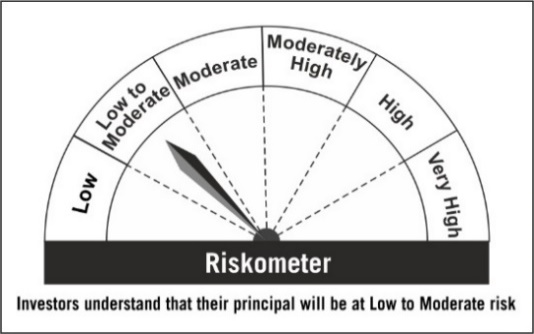 Low
Low to
Moderate
Moderate
Moderately
High
High
Very High
Riskometer
Investors understand that their principal will be at Low to Moderate risk